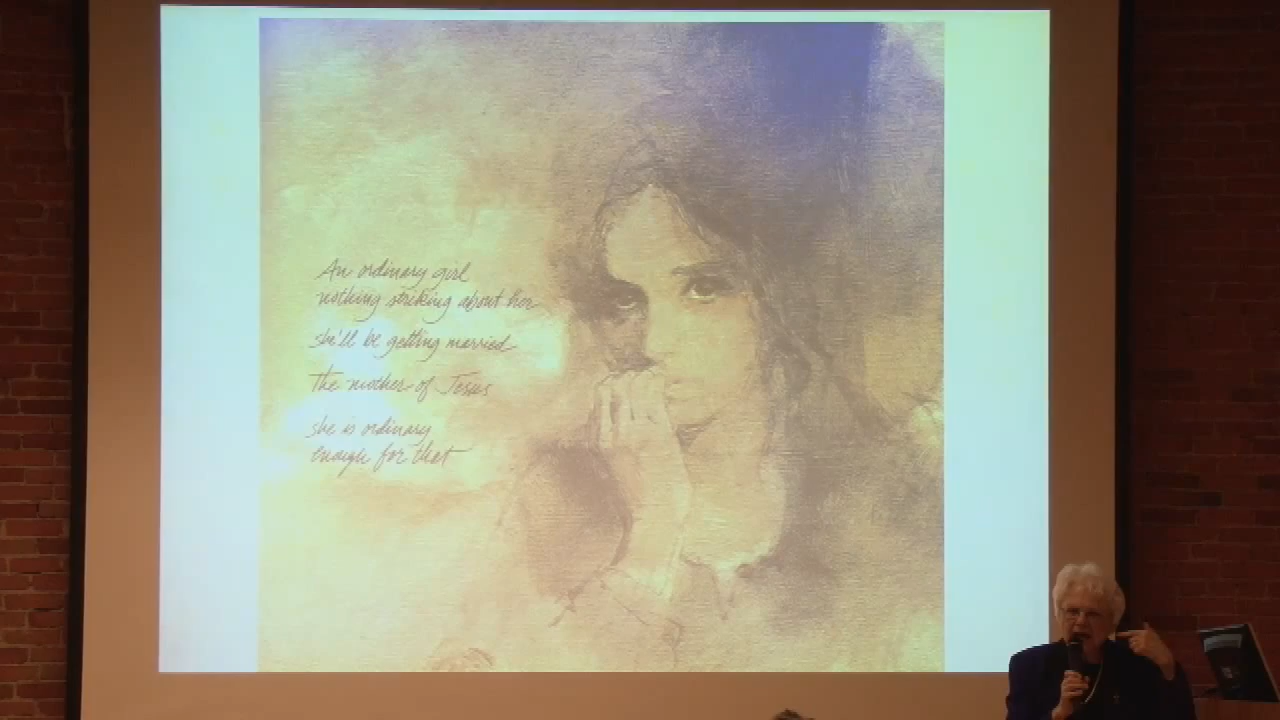 An ordinary girl
nothing striking about her
she'll be getting married
The mother of Jesus
she is ordinary
enough for that